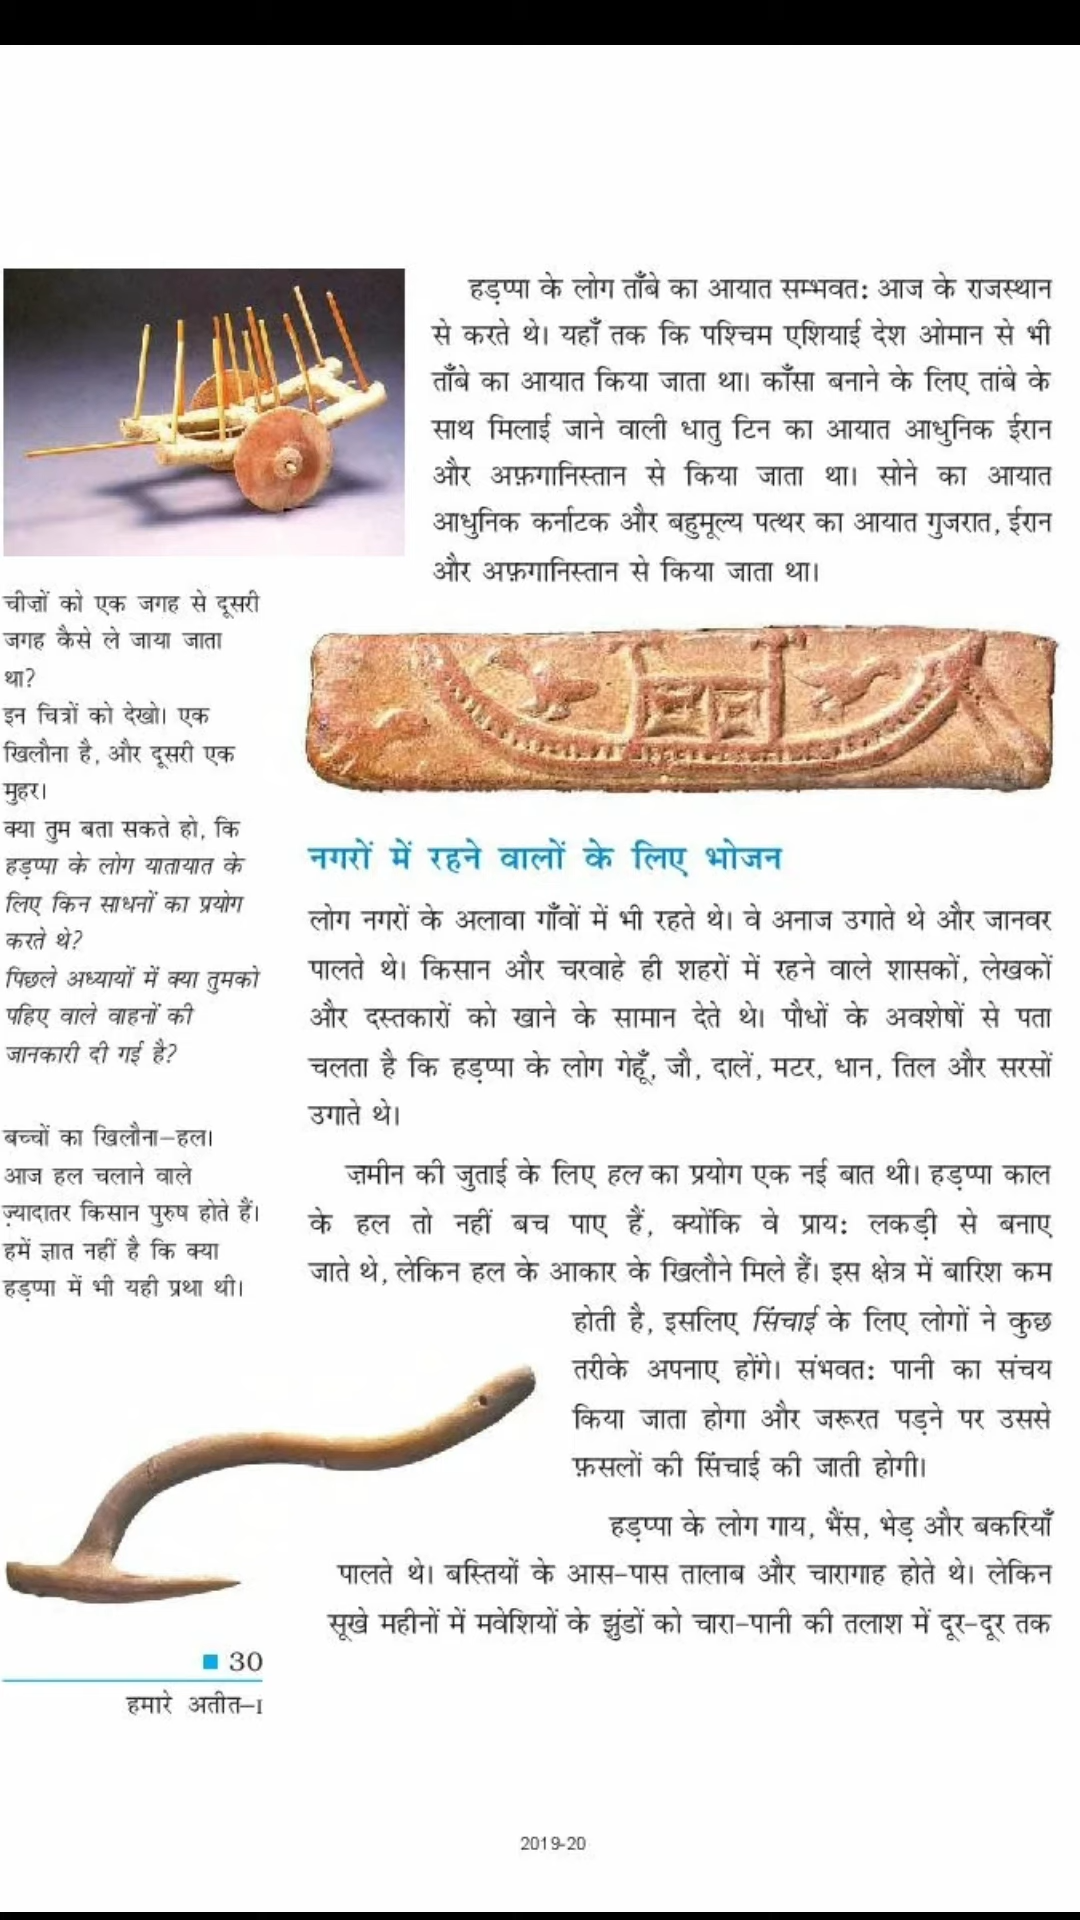 हड़प्पा के लोग ताँबे का आयात सम्भवत: आज के राजस्थान
से करते थे। यहाँ तक कि पश्चिम एशियाई देश ओमान से भी
ताँबे का आयात किया जाता था। काँसा बनाने के लिए तांबे के
साथ मिलाई जाने वाली धातु टिन का आयात आधुनिक ईरान
और अफ़गानिस्तान से किया जाता था। सोने का आयात
आधुनिक कर्नाटक और बहुमूल्य पत्थर का आयात गुजरात, ईरान
और अफ़गानिस्तान से किया जाता था।
चीज़ों को एक जगह से दूसरी
जगह कैसे ले जाया जाता
था?
इन चित्रों को देखो। एक
खिलौना है, और दूसरी एक
मुहर।
क्या तुम बता सकते हो, कि
हड़प्पा के लोग यातायात के
लिए किन साधनों का प्रयोग
करते थे?
पिछले अध्यायों में क्या तुमको
पहिए वाले वाहनों की
जानकारी दी गई है?
बच्चों का खिलौना–हल।
आज हल चलाने वाले
ज़्यादातर किसान पुरुष होते हैं।
हमें ज्ञात नहीं है कि क्या
हड़प्पा में भी यही प्रथा थी।
नगरों में रहने वालों के लिए भोजन
लोग नगरों के अलावा गाँवों में भी रहते थे। वे अनाज उगाते थे और जानवर
पालते थे। किसान और चरवाहे ही शहरों में रहने वाले शासकों, लेखकों
और दस्तकारों को खाने के सामान देते थे। पौधों के अवशेषों से पता
चलता है कि हड़प्पा के लोग गेहूँ, जौ, दालें, मटर, धान, तिल और सरसों
उगाते थे।
ज़मीन की जुताई के लिए हल का प्रयोग एक नई बात थी। हड़प्पा काल
के हल तो नहीं बच पाए हैं, क्योंकि वे प्राय: लकड़ी से बनाए
जाते थे, लेकिन हल के आकार के खिलौने मिले हैं। इस क्षेत्र में बारिश कम
होती है, इसलिए सिंचाई के लिए लोगों ने कुछ
तरीके अपनाए होंगे। संभवत: पानी का संचय
किया जाता होगा और जरूरत पड़ने पर उससे
फ़सलों की सिंचाई की जाती होगी।
हड़प्पा के लोग गाय, भैंस, भेड़ और बकरियाँ
पालते थे। बस्तियों के आस-पास तालाब और चारागाह होते थे। लेकिन
सूखे महीनों में मवेशियों के झुंडों को चारा-पानी की तलाश में दूर-दूर तक
■ 30
हमारे अतीत–I
2019-20